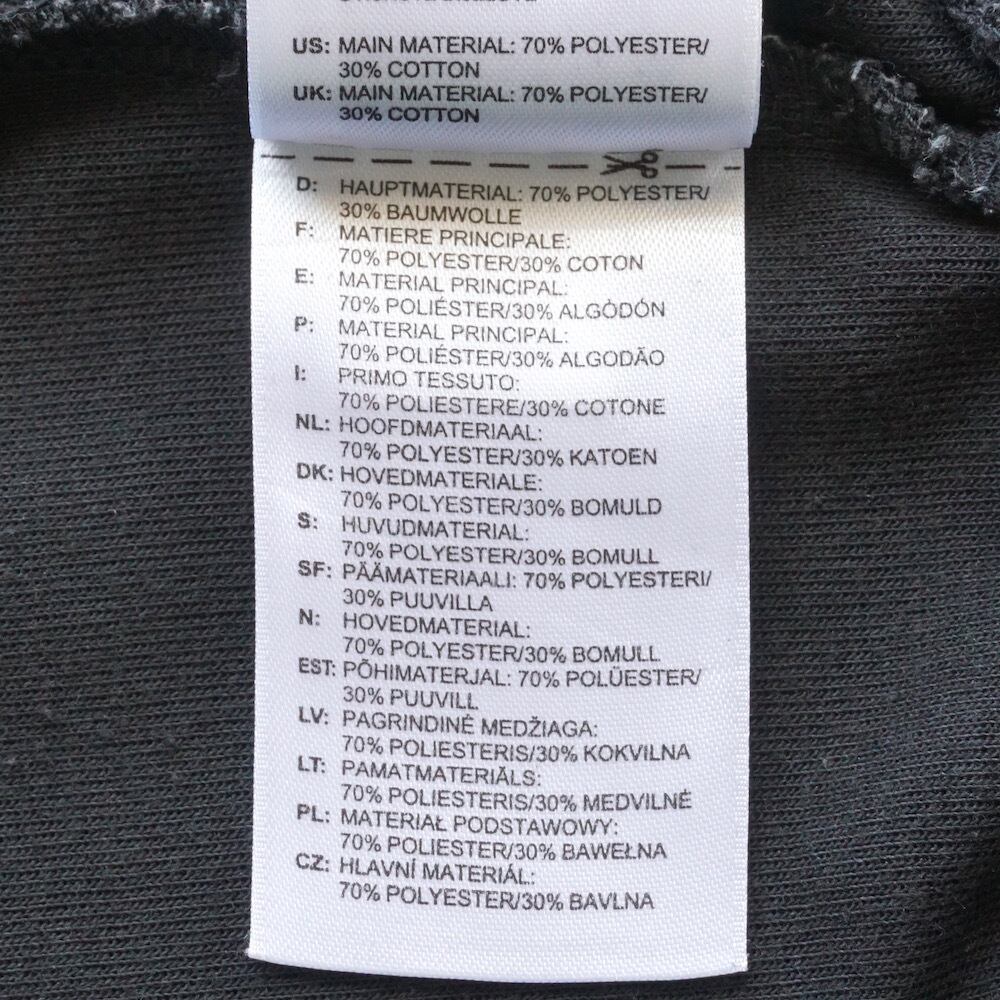 US: MAIN MATERIAL: 70% POLYESTER/
30% COTTON
UK: MAIN MATERIAL: 70% POLYESTER/
30% COTTON
D: HAUPTMATERIAL: 70% POLYESTER/
30% BAUMWOLLE
F: MATIERE PRINCIPALE:
70% POLYESTER/30% COTON
E: MATERIAL PRINCIPAL:
70% POLIÉSTER/30% ALGÓDÓN
P: MATERIAL PRINCIPAL:
70% POLIÉSTER/30% ALGODÃO
I: PRIMO TESSUTO:
70% POLIESTERE/30% COTONE
NL: HOOFDMATERIAAL:
70% POLYESTER/30% KATOEN
DK: HOVEDMATERIALE:
70% POLYESTER/30% BOMULD
S: HUVUDMATERIAL:
70% POLYESTER/30% BOMULL
SF: PÄÄMATERIAALI: 70% POLYESTERI/
30% PUUVILLA
N: HOVEDMATERIAL:
70% POLYESTER/30% BOMULL
EST: PÕHIMATERJAL: 70% POLÜESTER/
30% PUUVILL
LV: PAGRINDINĖ MEDŽIAGA:
70% POLIESTERIS/30% KOKVILNA
LT: PAMATMATERIĀLS:
70% POLIESTERIS/30% MEDVILNĖ
PL: MATERIAŁ PODSTAWOWY:
70% POLIESTER/30% BAWEŁNA
CZ: HLAVNÍ MATERIÁL:
70% POLYESTER/30% BAVLNA